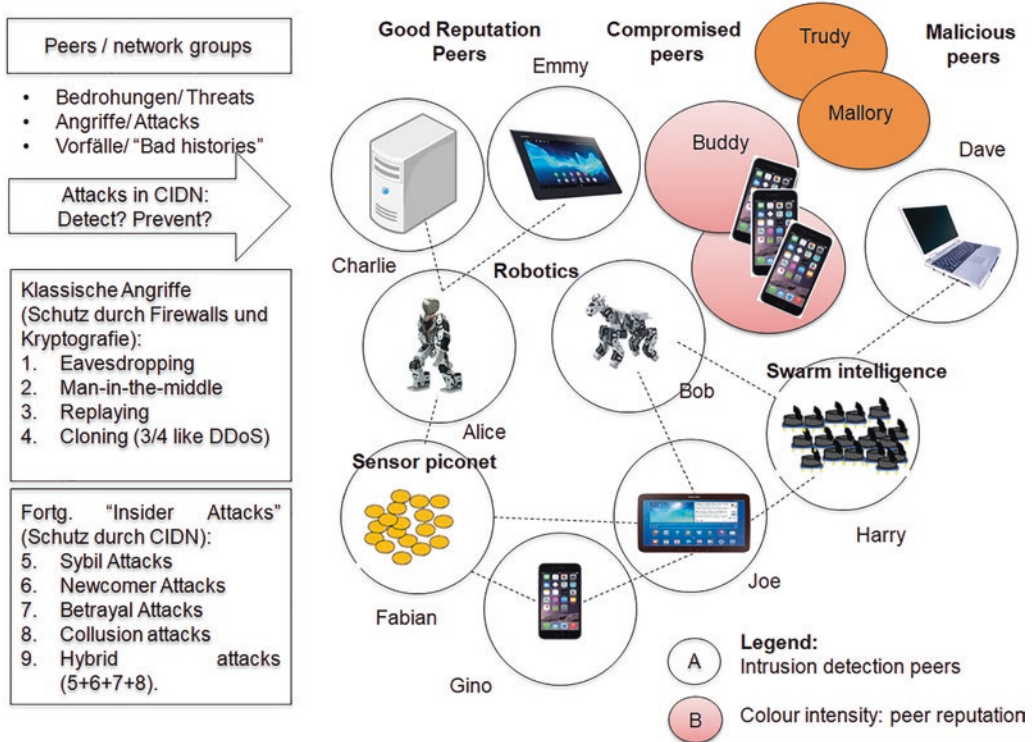 Peers / network groups
• Bedrohungen/ Threats
• Angriffe/ Attacks
• Vorfälle/ “Bad histories”
Attacks in CIDN:
Detect? Prevent?
Klassische Angriffe
(Schutz durch Firewalls und
Kryptografie):
1. Eavesdropping
2. Man-in-the-middle
3. Replaying
4. Cloning (3/4 like DDoS)
Fortg. “Insider Attacks”
(Schutz durch CIDN):
5. Sybil Attacks
6. Newcomer Attacks
7. Betrayal Attacks
8. Collusion attacks
9. Hybrid attacks
(5+6+7+8).
Good Reputation
Peers
Emmy
Compromised
peers
Trudy
Malicious
peers
Mallory
Buddy
Dave
Charlie
Robotics
Bob
Swarm intelligence
Alice
Sensor piconet
Harry
Joe
Fabian
Gino
Legend:
A
Intrusion detection peers
B
Colour intensity: peer reputation